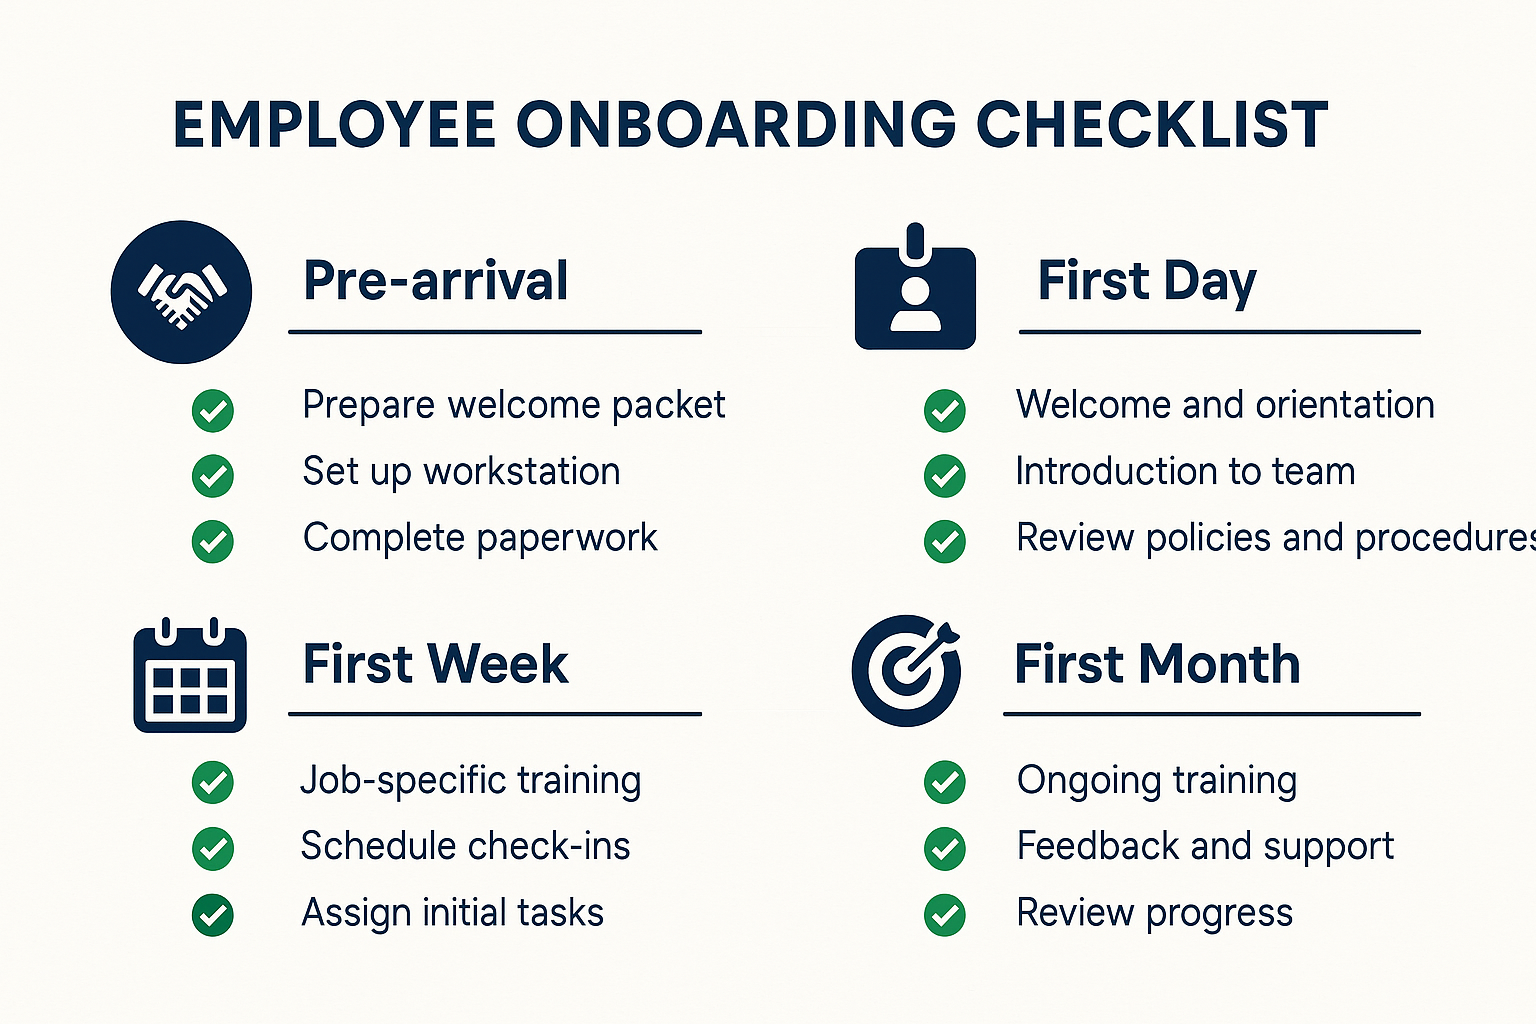 EMPLOYEE ONBOARDING CHECKLIST
Pre-arrival
Prepare welcome packet
Set up workstation
Complete paperwork
First Day
Welcome and orientation
Introduction to team
Review policies and procedures
First Week
Job-specific training
Schedule check-ins
Assign initial tasks
First Month
Ongoing training
Feedback and support
Review progress